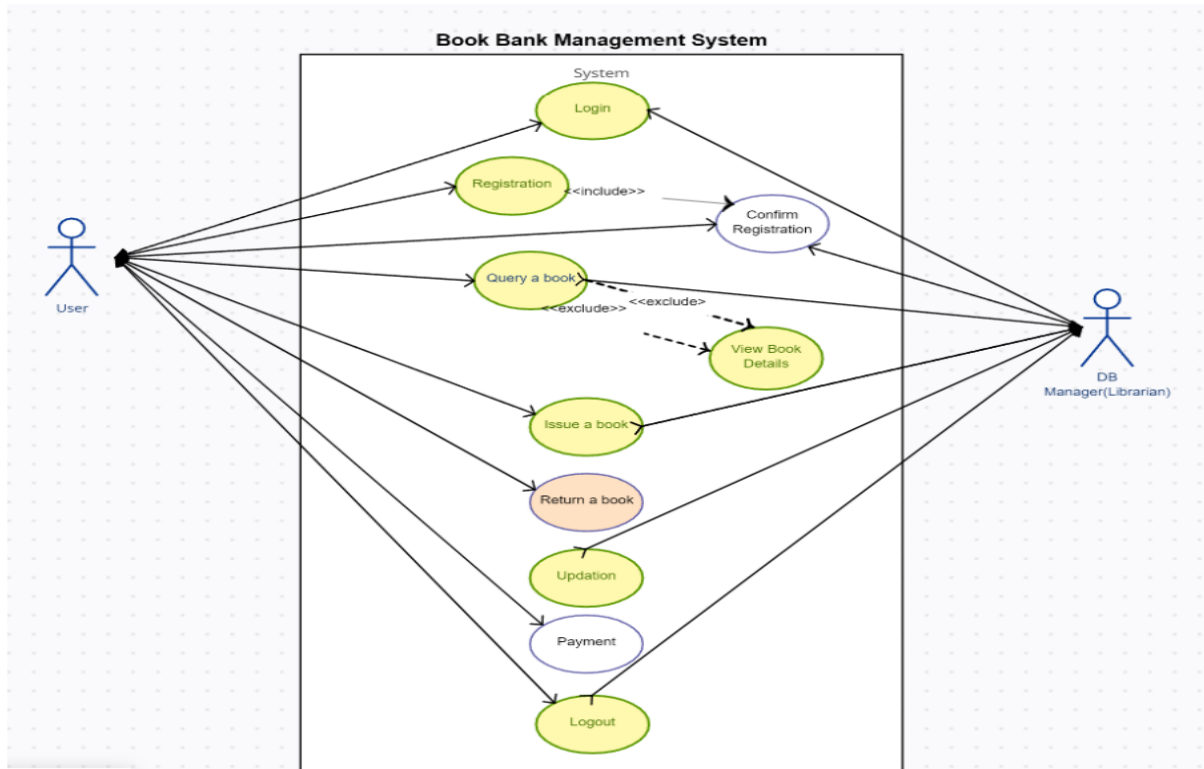 Book Bank Management System
System
Login
Registration
<<include>>
Confirm
Registration
Query a book
<<exclude>>
<<exclude>
View Book
Details
User
DB
Manager(Librarian)
Issue a book
Return a book
Updation
Payment
Logout